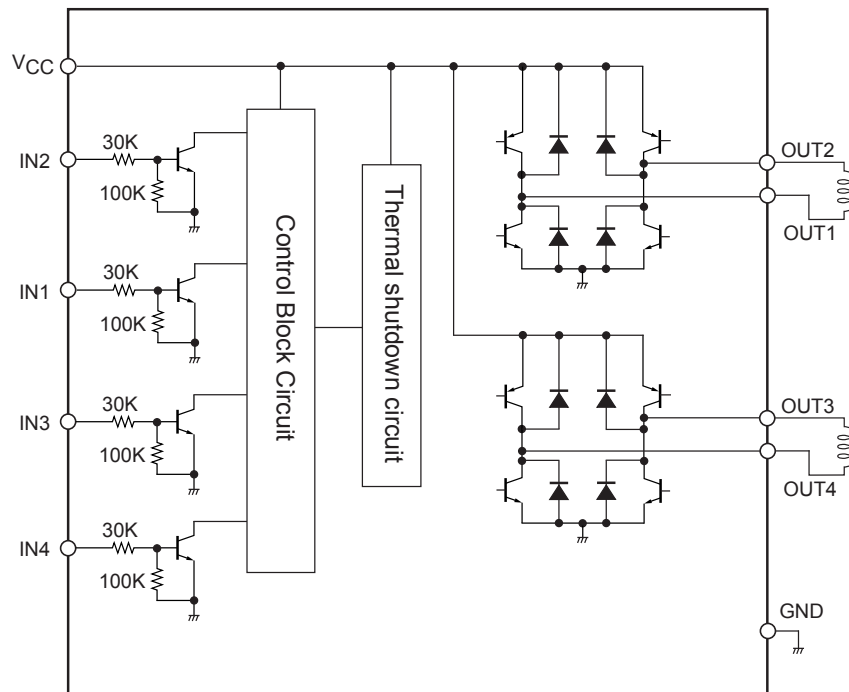 VCC
IN2
30K
100K
IN1
30K
100K
IN3
30K
100K
IN4
30K
100K
Control Block Circuit
Thermal shutdown circuit
OUT2
OUT1
OUT3
OUT4
GND